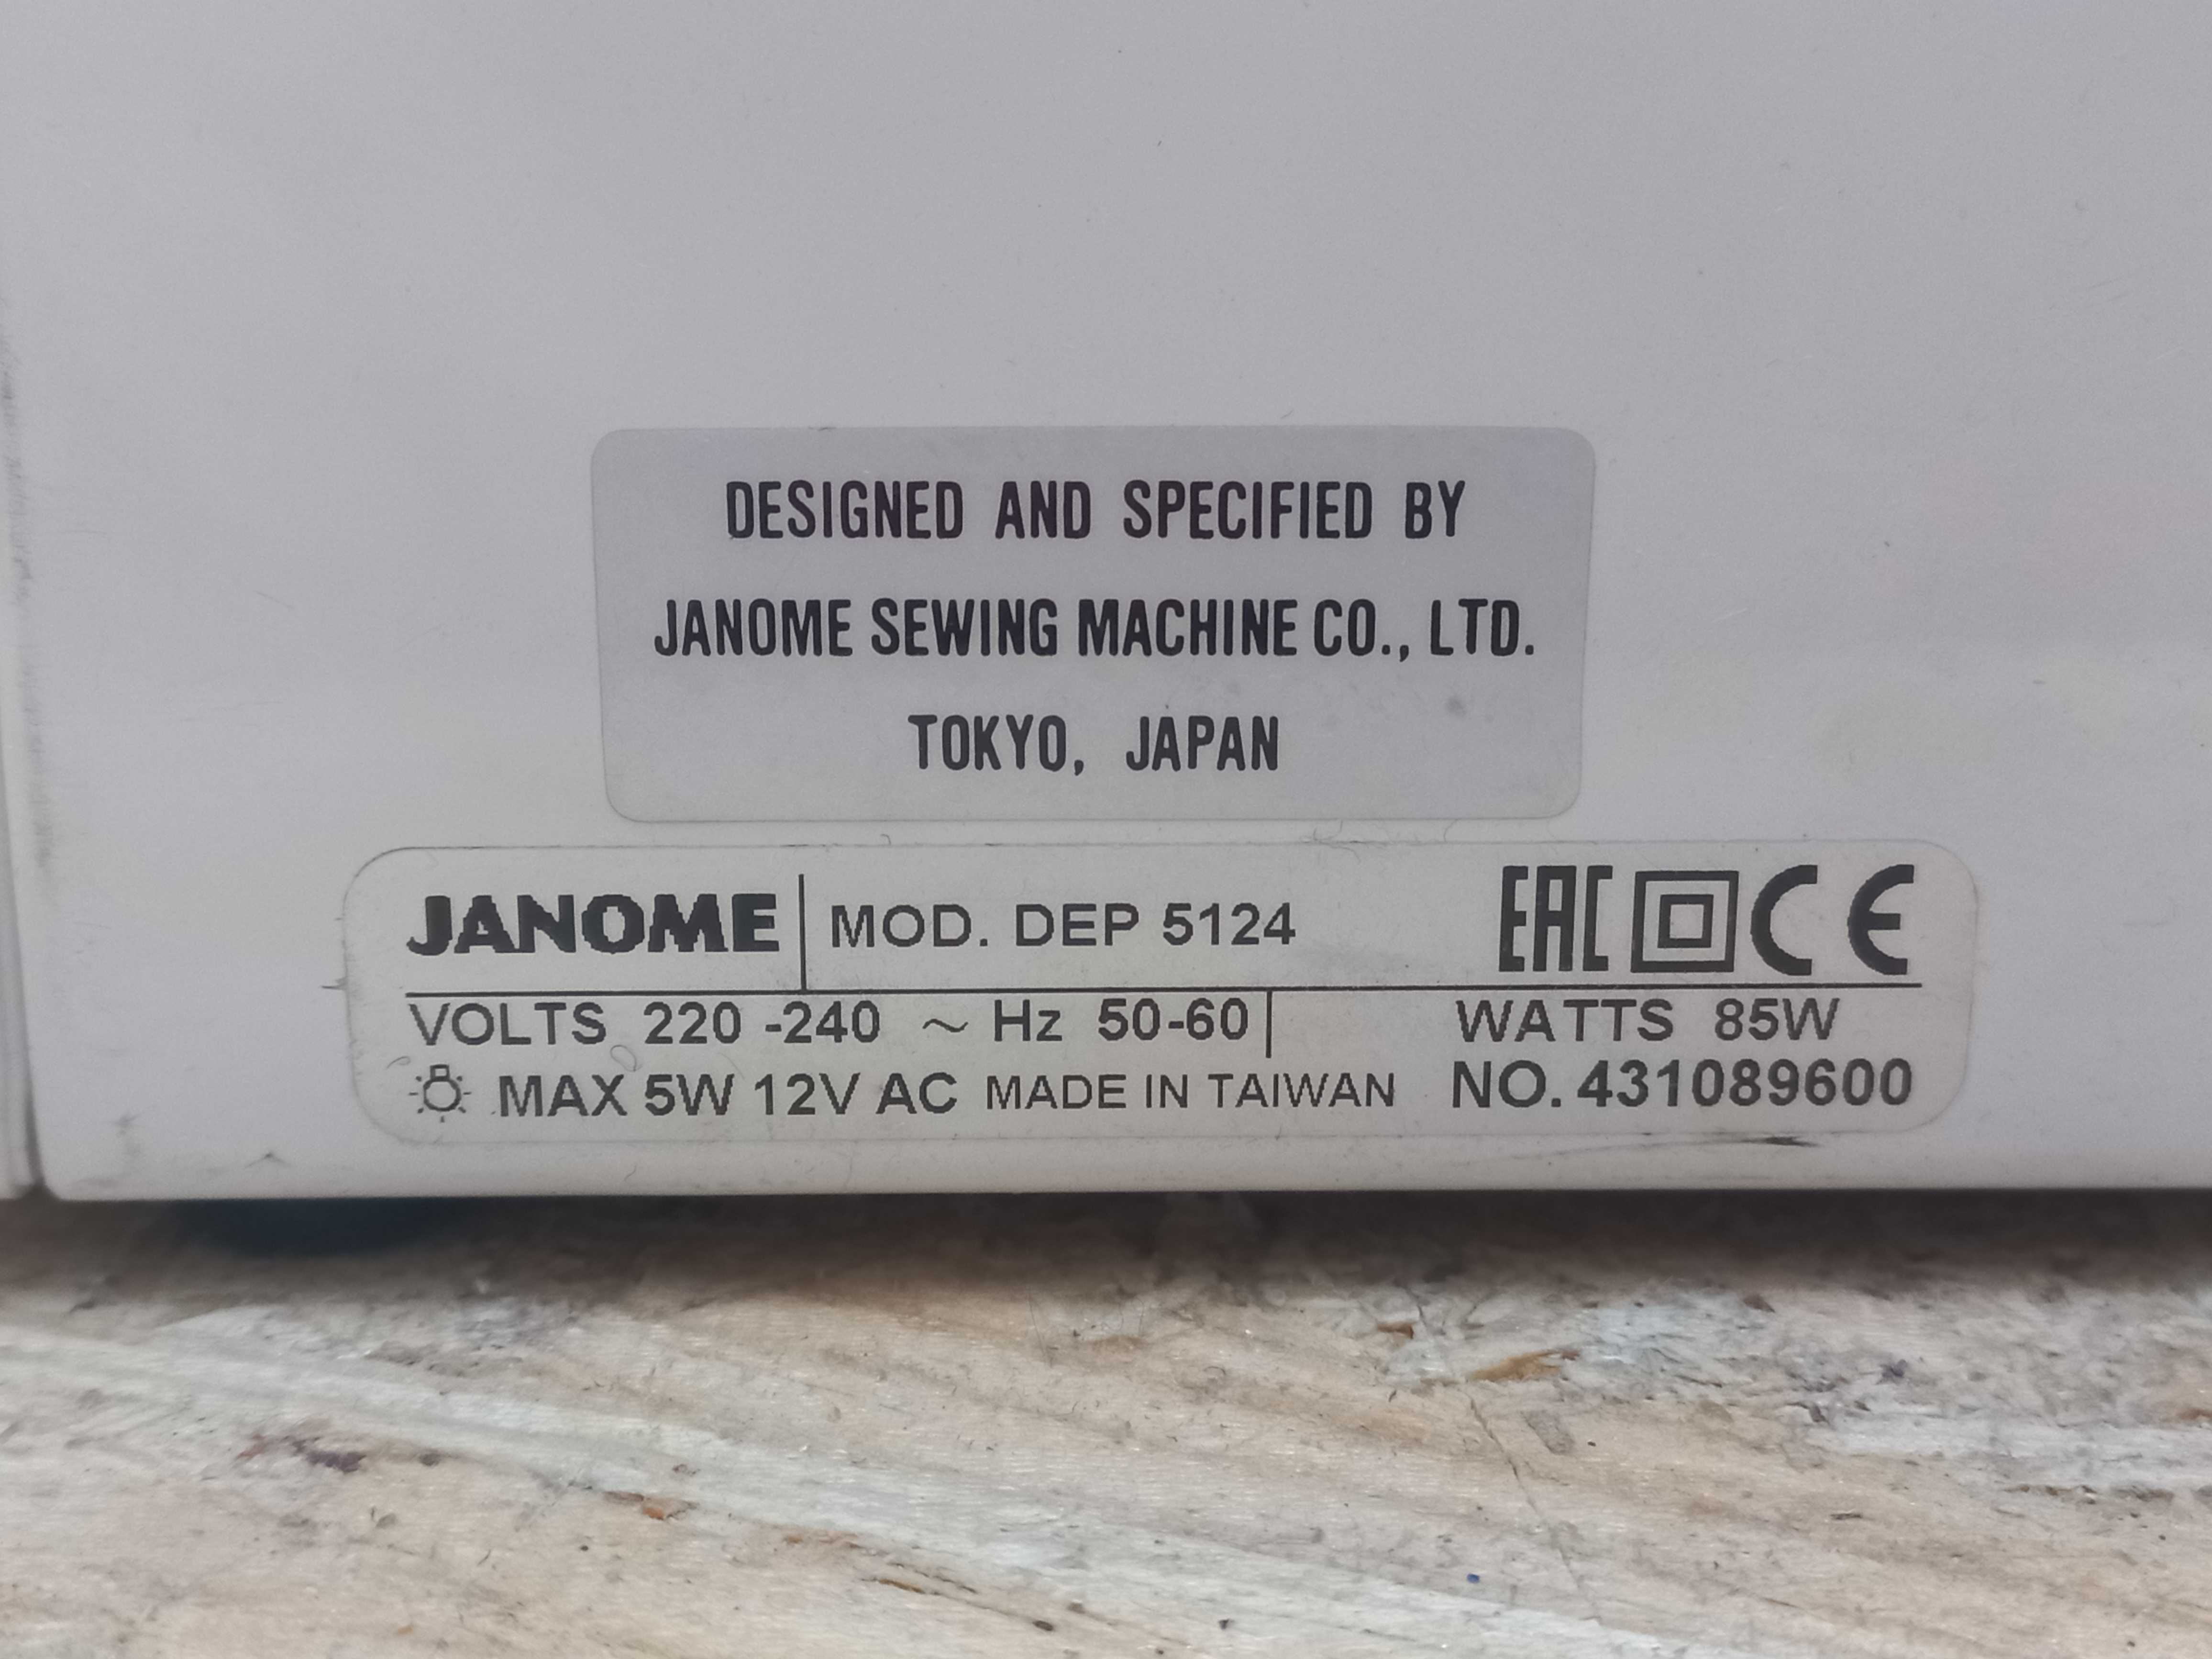 DESIGNED AND SPECIFIED BY
JANOME SEWING MACHINE CO., LTD.
TOKYO, JAPAN
JANOME MOD. DEP 5124 EAC CE
VOLTS 220 -240 ~ Hz 50-60 WATTS 85W
MAX 5W 12V AC MADE IN TAIWAN NO. 431089600